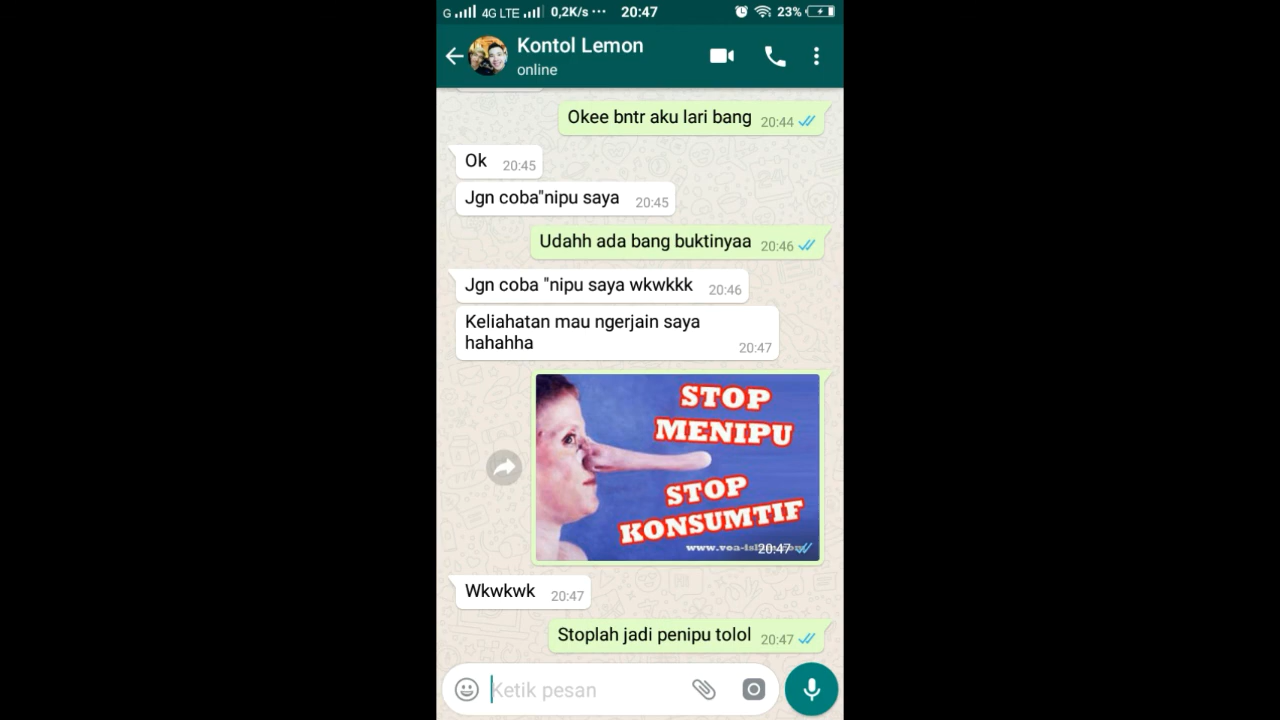 G 4G LTE 0,2K/s ··· 20:47 23%
Kontol Lemon
online
Okee bntr aku lari bang 20:44
Ok 20:45
Jgn coba"nipu saya 20:45
Udahh ada bang buktinyaa 20:46
Jgn coba "nipu saya wkwkkk 20:46
Keliahatan mau ngerjain saya
hahahha 20:47
STOP
MENIPU
STOP
KONSUMTIF
20:47
Wkwkwk 20:47
Stoplah jadi penipu tolol 20:47
Ketik pesan